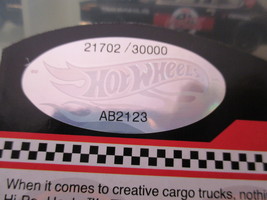 21702 /30000
HOT WHEELS
AB2123
When it comes to creative cargo trucks, nothi